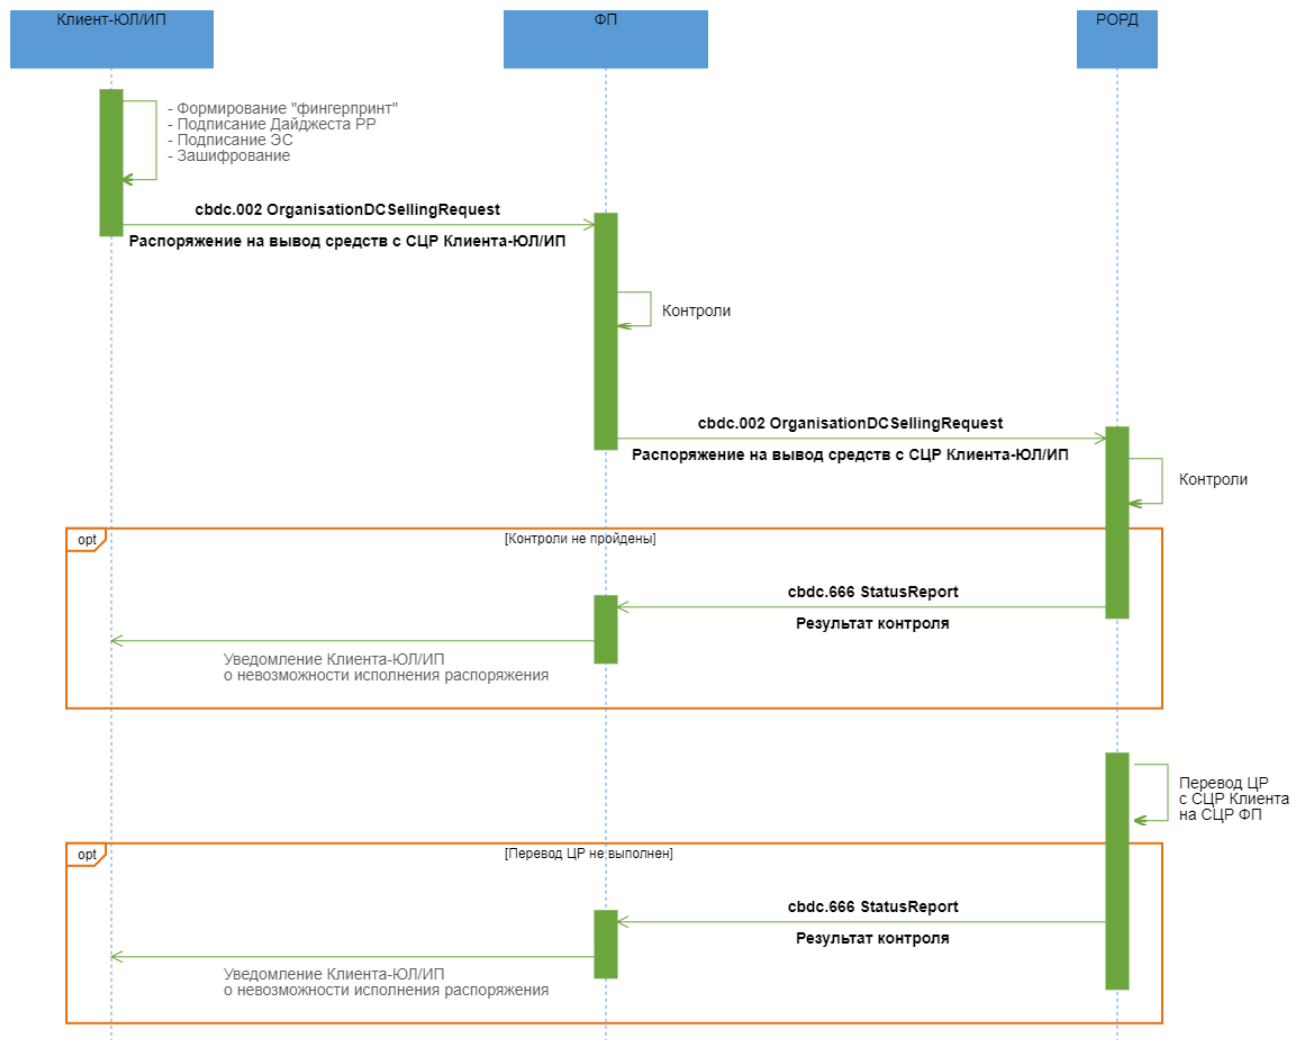 Клиент-ЮЛ/ИП
ФП
РОРД
- Формирование "фингерпринт"
- Подписание Дайджеста РР
- Подписание ЭС
- Зашифрование
cbdc.002 OrganisationDCSellingRequest
Распоряжение на вывод средств с СЦР Клиента-ЮЛ/ИП
Контроли
cbdc.002 OrganisationDCSellingRequest
Распоряжение на вывод средств с СЦР Клиента-ЮЛ/ИП
Контроли
opt
[Контроли не пройдены]
cbdc.666 StatusReport
Результат контроля
Уведомление Клиента-ЮЛ/ИП
о невозможности исполнения распоряжения
Перевод ЦР
с СЦР Клиента
на СЦР ФП
opt
[Перевод ЦР не выполнен]
cbdc.666 StatusReport
Результат контроля
Уведомление Клиента-ЮЛ/ИП
о невозможности исполнения распоряжения